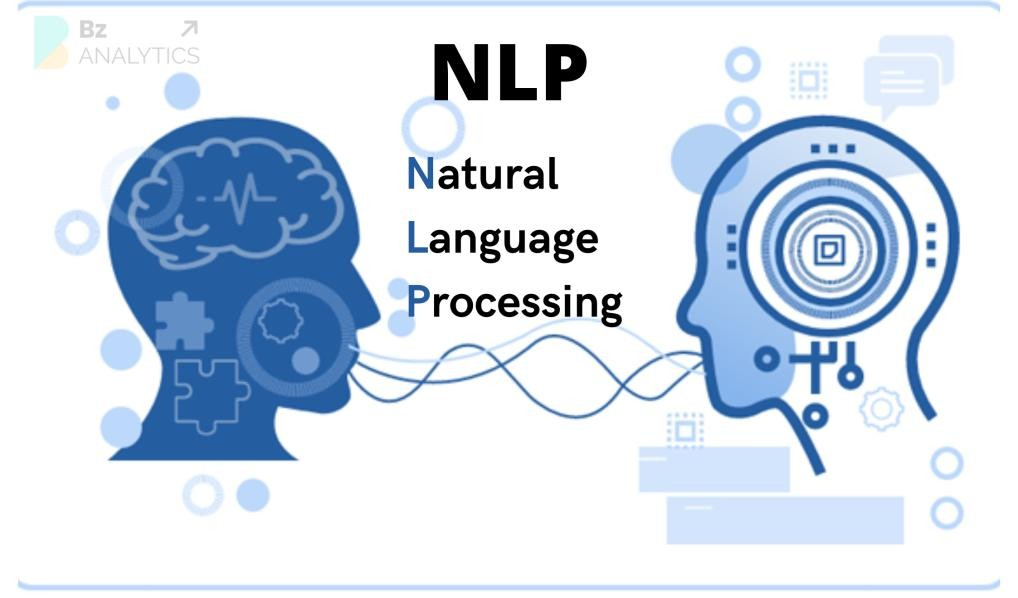 Bz
ANALYTICS
NLP
Natural
Language
Processing